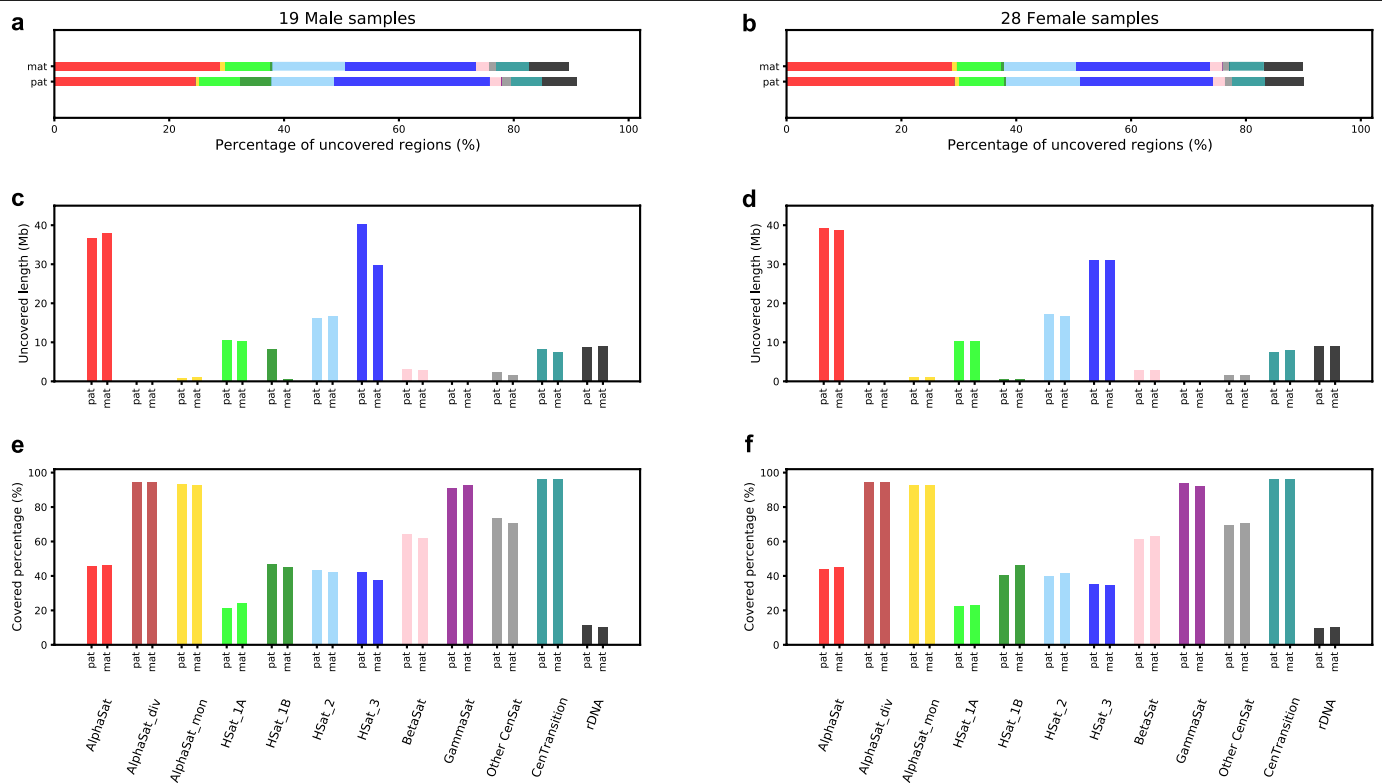 a
19 Male samples
mat
pat
0 20 40 60 80 100
Percentage of uncovered regions (%)
b
28 Female samples
mat
pat
0 20 40 60 80 100
Percentage of uncovered regions (%)
c
Uncovered length (Mb)
40
30
20
10
0
pat mat pat mat pat mat pat mat pat mat pat mat pat mat pat mat pat mat pat mat pat mat pat mat
d
Uncovered length (Mb)
40
30
20
10
0
pat mat pat mat pat mat pat mat pat mat pat mat pat mat pat mat pat mat pat mat pat mat pat mat
e
Covered percentage (%)
100
80
60
40
20
0
pat mat pat mat pat mat pat mat pat mat pat mat pat mat pat mat pat mat pat mat pat mat pat mat
AlphaSat AlphaSat_div AlphaSat_mon HSat_1A HSat_1B HSat_2 HSat_3 BetaSat GammaSat Other CenSat CenTransition rDNA
f
Covered percentage (%)
100
80
60
40
20
0
pat mat pat mat pat mat pat mat pat mat pat mat pat mat pat mat pat mat pat mat pat mat pat mat
AlphaSat AlphaSat_div AlphaSat_mon HSat_1A HSat_1B HSat_2 HSat_3 BetaSat GammaSat Other CenSat CenTransition rDNA